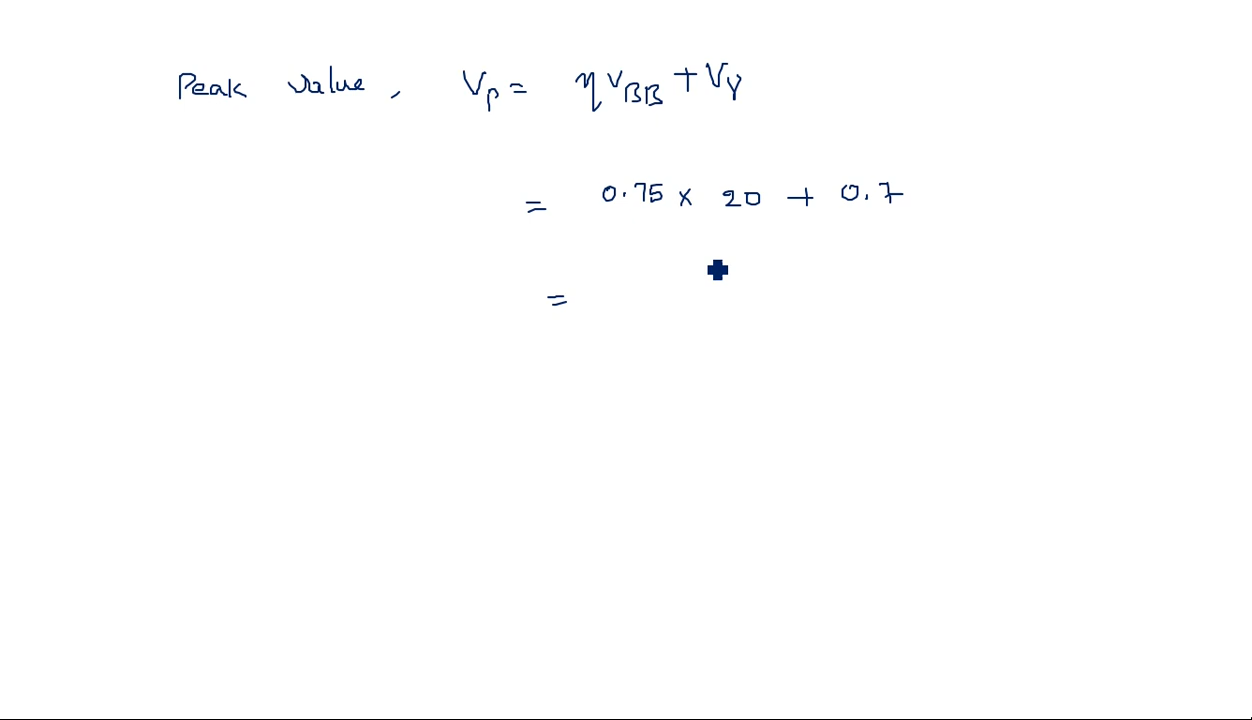 Peak value, Vp = ηVBB + Vγ
= 0.75 × 20 + 0.7
=